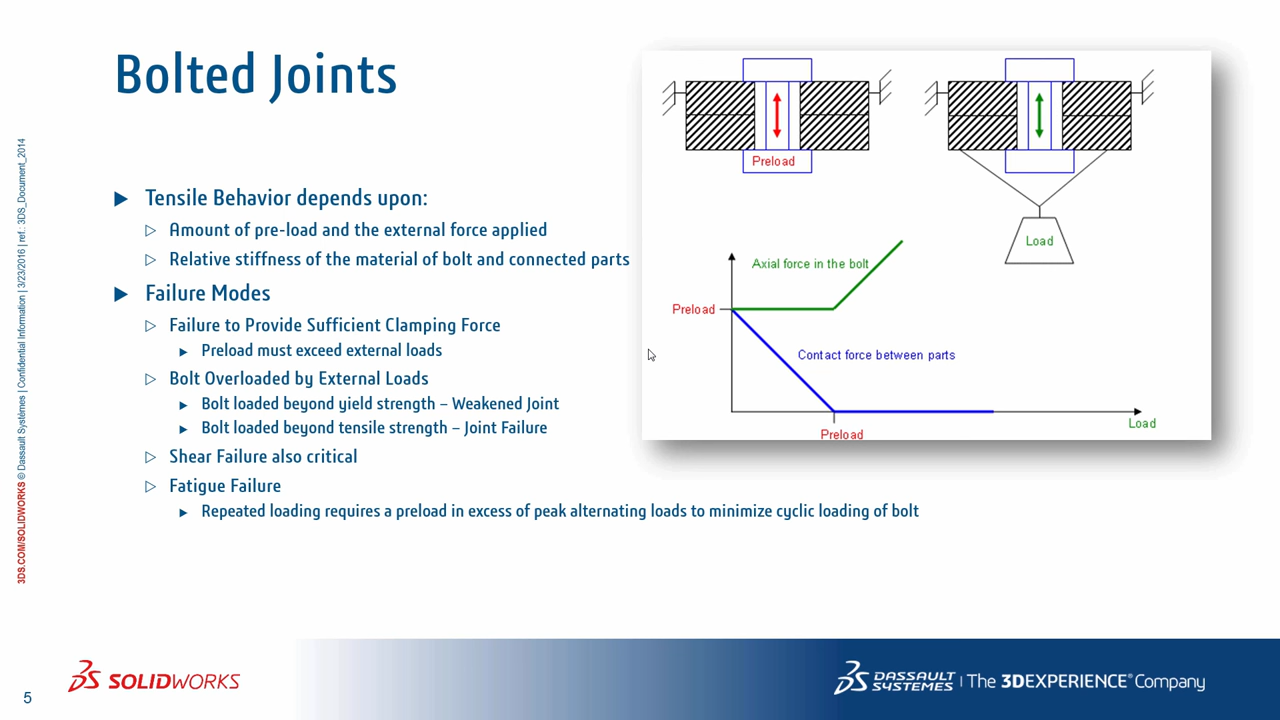 Bolted Joints
Tensile Behavior depends upon:
Amount of pre-load and the external force applied
Relative stiffness of the material of bolt and connected parts
Failure Modes
Failure to Provide Sufficient Clamping Force
Preload must exceed external loads
Bolt Overloaded by External Loads
Bolt loaded beyond yield strength – Weakened Joint
Bolt loaded beyond tensile strength – Joint Failure
Shear Failure also critical
Fatigue Failure
Repeated loading requires a preload in excess of peak alternating loads to minimize cyclic loading of bolt
Preload
Load
Axial force in the bolt
Preload
Contact force between parts
Preload
Load
3DS.COM/SOLIDWORKS © Dassault Systèmes | Confidential Information | 3/23/2016 | ref.: 3DS_Document_2014
5
SOLIDWORKS
DASSAULT SYSTEMES | The 3DEXPERIENCE® Company